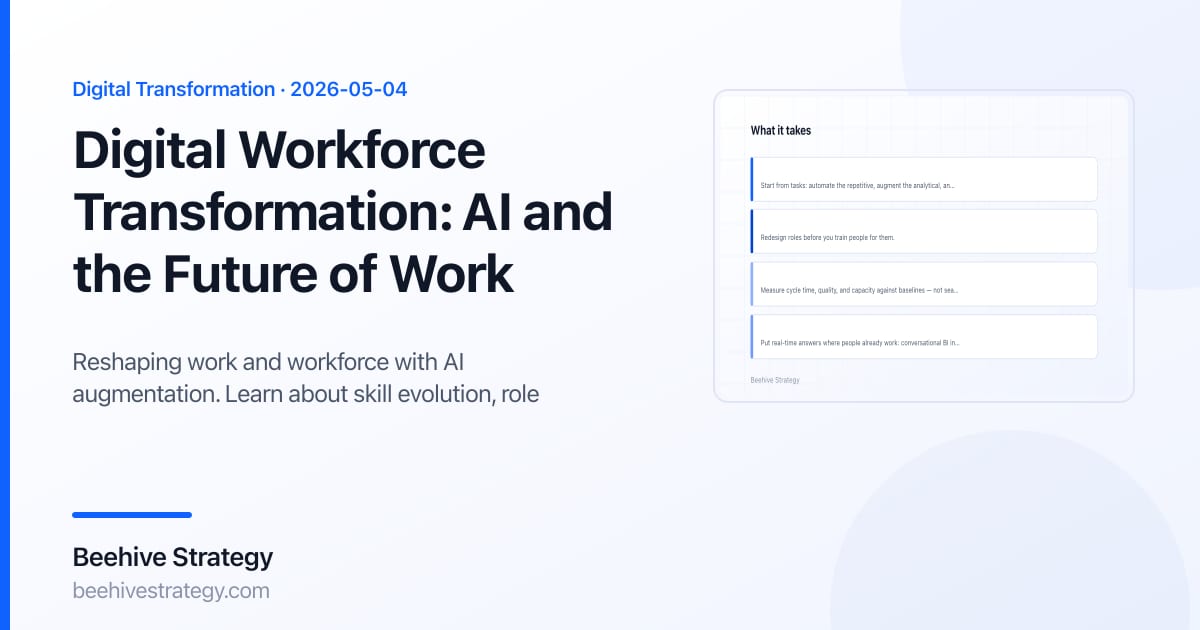 Digital Transformation · 2026-05-04
Digital Workforce
Transformation: AI and
the Future of Work
Reshaping work and workforce with AI
augmentation. Learn about skill evolution, role
Beehive Strategy
beehivestrategy.com
What it takes
Start from tasks: automate the repetitive, augment the analytical, an...
Redesign roles before you train people for them.
Measure cycle time, quality, and capacity against baselines — not sea...
Put real-time answers where people already work: conversational BI in...
Beehive Strategy